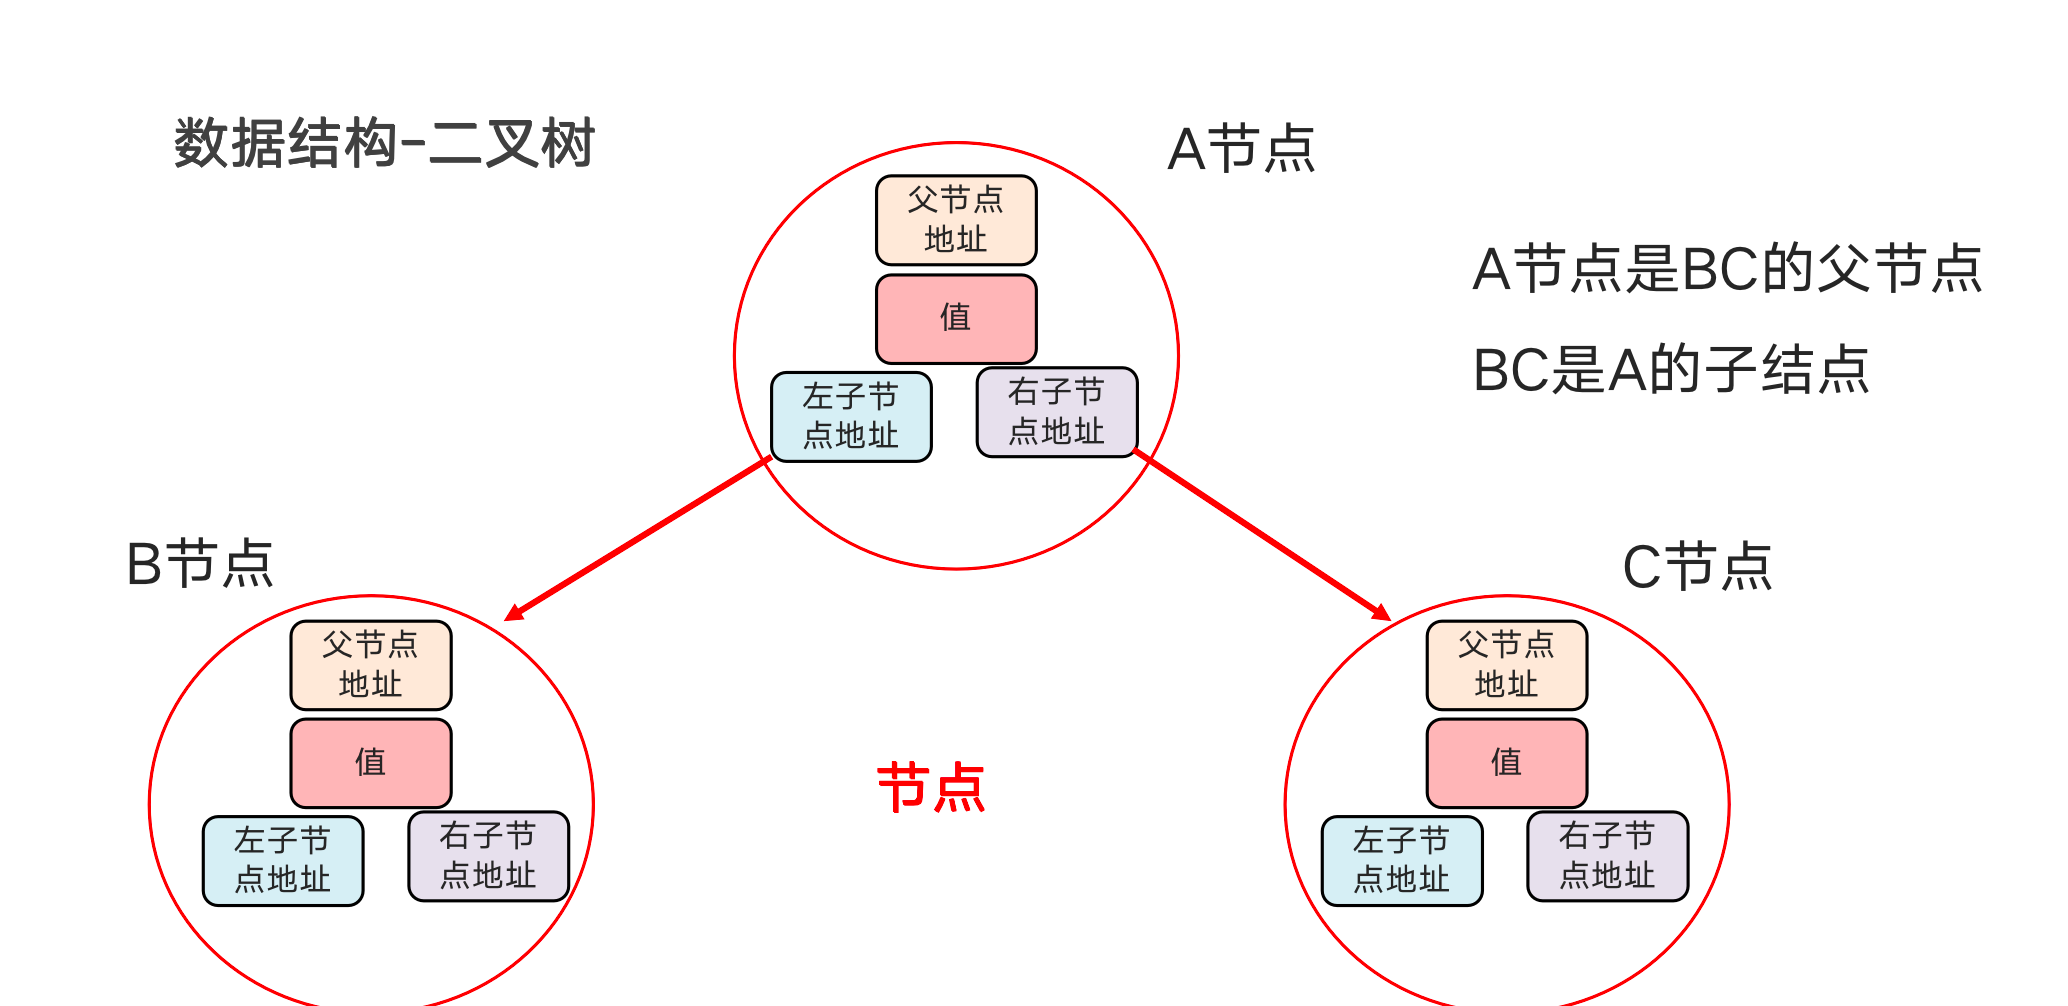 数据结构-二叉树
A节点
父节点
地址
值
左子节
点地址
右子节
点地址
A节点是BC的父节点
BC是A的子结点
B节点
父节点
地址
值
左子节
点地址
右子节
点地址
节点
C节点
父节点
地址
值
左子节
点地址
右子节
点地址